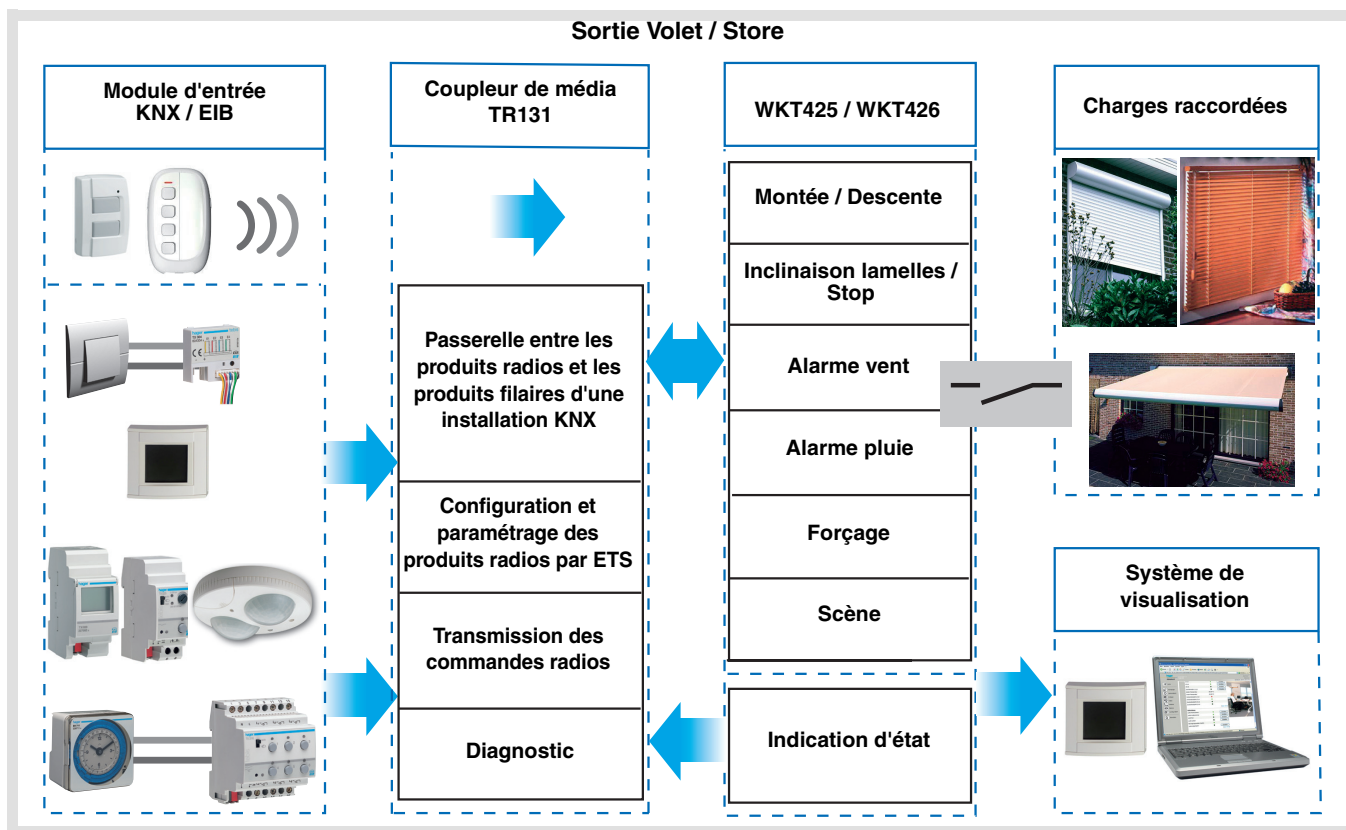 Sortie Volet / Store
Module d'entrée
KNX / EIB
Coupleur de média
TR131
WKT425 / WKT426
Charges raccordées
Montée / Descente
Inclinaison lamelles /
Stop
Alarme vent
Alarme pluie
Forçage
Scène
Indication d'état
Passerelle entre les
produits radios et les
produits filaires d'une
installation KNX
Configuration et
paramétrage des
produits radios par ETS
Transmission des
commandes radios
Diagnostic
Système de
visualisation